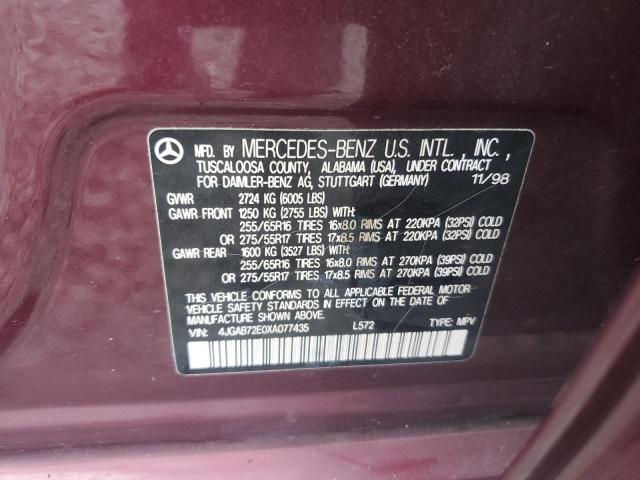 MFD. BY MERCEDES-BENZ U.S. INTL., INC.,
TUSCALOOSA COUNTY, ALABAMA (USA), UNDER CONTRACT
FOR DAIMLER-BENZ AG, STUTTGART (GERMANY) 11/98
GVWR 2724 KG (6005 LBS)
GAWR FRONT 1250 KG (2755 LBS) WITH:
255/65R16 TIRES 16x8.0 RIMS AT 220KPA (32PSI) COLD
OR 275/55R17 TIRES 17x8.5 RIMS AT 220KPA (32PSI) COLD
GAWR REAR 1600 KG (3527 LBS) WITH:
255/65R16 TIRES 16x8.0 RIMS AT 270KPA (39PSI) COLD
OR 275/55R17 TIRES 17x8.5 RIMS AT 270KPA (39PSI) COLD
THIS VEHICLE CONFORMS TO ALL APPLICABLE FEDERAL MOTOR
VEHICLE SAFETY STANDARDS IN EFFECT ON THE DATE OF
MANUFACTURE SHOWN ABOVE.
VIN: 4JGAB72E0XA077435 L572 TYPE: MPV